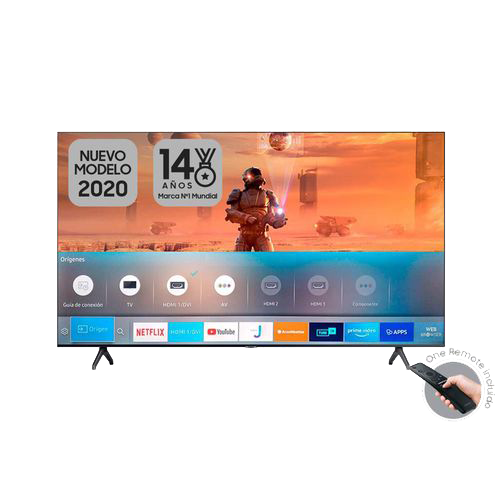 NUEVO
MODELO
2020
14
AÑOS
Marca Nº1 Mundial
Orígenes
Guía de conexión
TV
HDMI 1/DVI
AV
HDMI 2
HDMI 3
Componente
Origen
NETFLIX
HDMI 1/DVI
YouTube
prime video
APPS
WEB
BROWSER
One Remote incluido